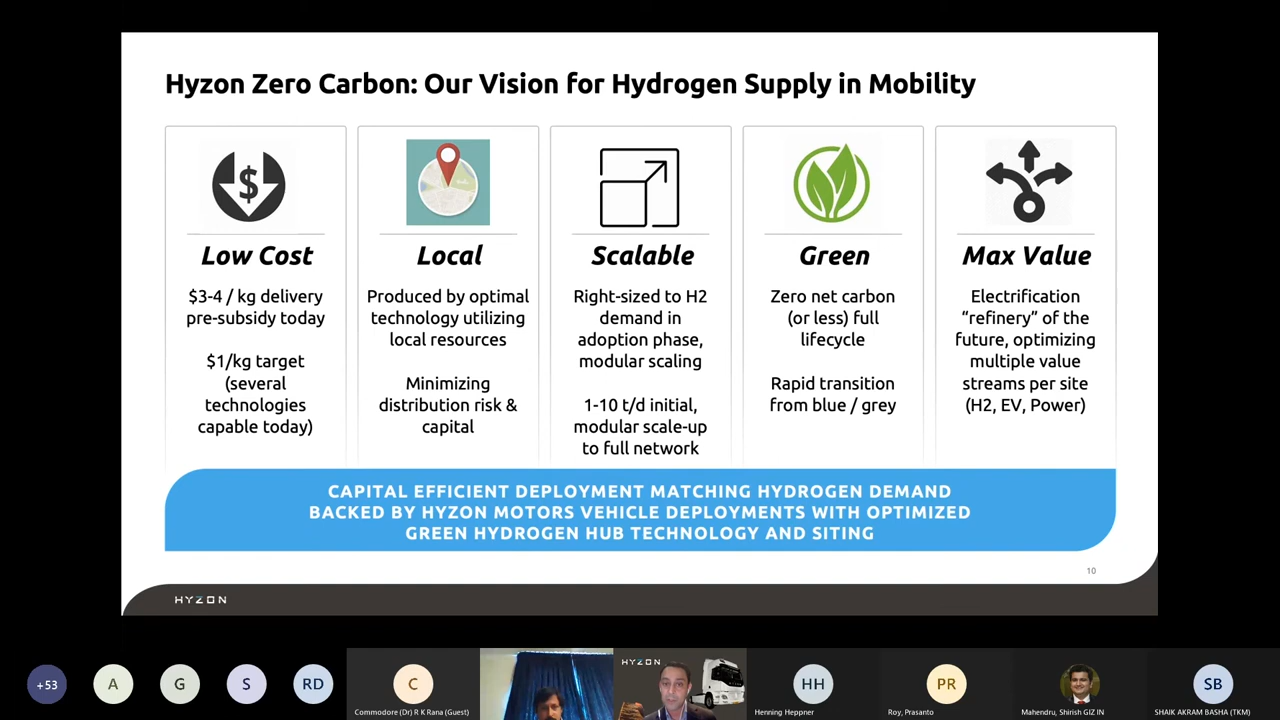 Hyzon Zero Carbon: Our Vision for Hydrogen Supply in Mobility
$
Low Cost
$3-4 / kg delivery
pre-subsidy today
$1/kg target
(several
technologies
capable today)
Local
Produced by optimal
technology utilizing
local resources
Minimizing
distribution risk &
capital
Scalable
Right-sized to H2
demand in
adoption phase,
modular scaling
1-10 t/d initial,
modular scale-up
to full network
Green
Zero net carbon
(or less) full
lifecycle
Rapid transition
from blue / grey
Max Value
Electrification
“refinery” of the
future, optimizing
multiple value
streams per site
(H2, EV, Power)
CAPITAL EFFICIENT DEPLOYMENT MATCHING HYDROGEN DEMAND
BACKED BY HYZON MOTORS VEHICLE DEPLOYMENTS WITH OPTIMIZED
GREEN HYDROGEN HUB TECHNOLOGY AND SITING
10
HYZON
+53
A
G
S
RD
C
Commodore (Dr) R K Rana (Guest)
HYZON
HH
Henning Heppner
PR
Roy, Prasanto
Mahendru, Shirish GIZ IN
SB
SHAIK AKRAM BASHA (TKM)